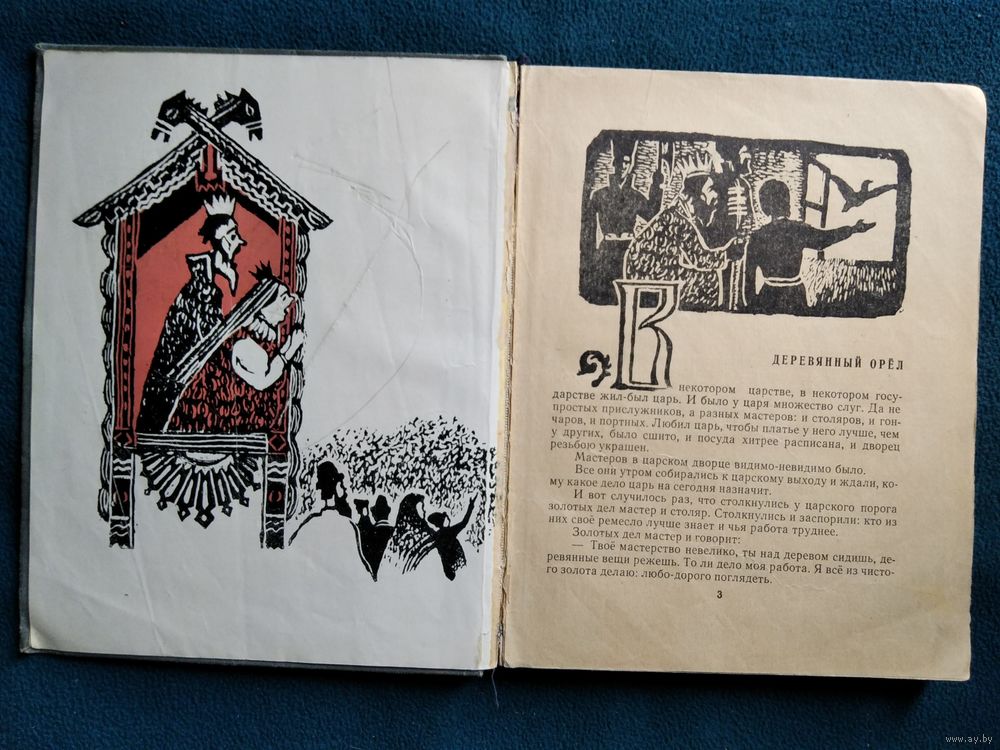 ДЕРЕВЯННЫЙ ОРЁЛ
В некотором царстве, в некотором госу-
дарстве жил-был царь. И было у царя множество слуг. Да не
простых прислужников, а разных мастеров: и столяров, и гон-
чаров, и портных. Любил царь, чтобы платье у него лучше, чем
у других, было сшито, и посуда хитрее расписана, и дворец
резьбою украшен.
Мастеров в царском дворце видимо-невидимо было.
Все они утром собирались к царскому выходу и ждали, ко-
му какое дело царь на сегодня назначит.
И вот случилось раз, что столкнулись у царского порога
золотых дел мастер и столяр. Столкнулись и заспорили: кто из
них своё ремесло лучше знает и чья работа труднее.
Золотых дел мастер и говорит:
— Твоё мастерство невелико, ты над деревом сидишь, де-
ревянные вещи режешь. То ли дело моя работа. Я всё из чисто-
го золота делаю: любо-дорого поглядеть.
3
www.ay.by